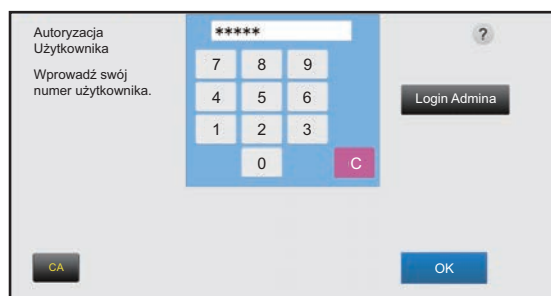 Autoryzacja
Użytkownika
Wprowadź swój
numer użytkownika.
*****
7 8 9
4 5 6
1 2 3
0 C
?
Login Admina
CA
OK